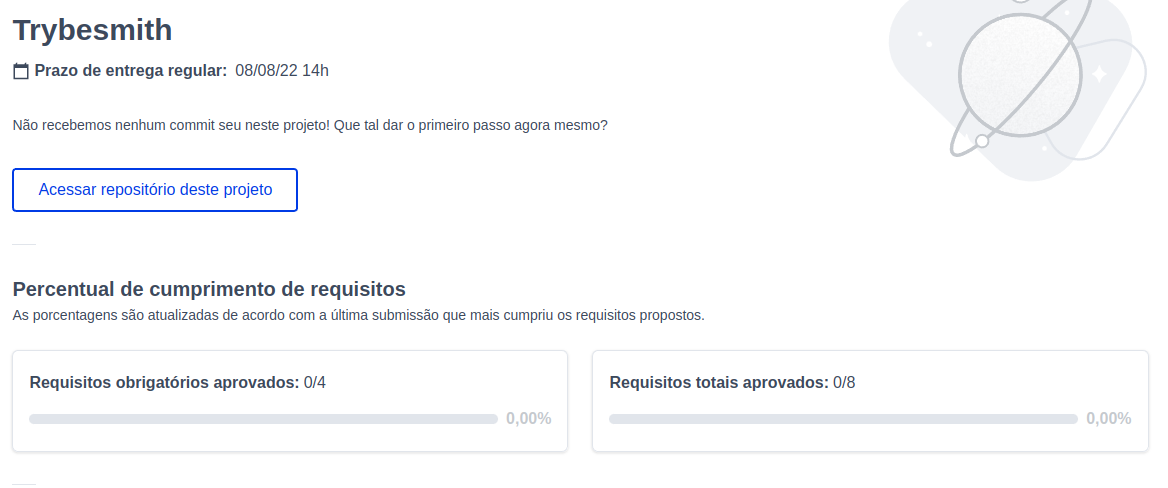 Trybesmith
Prazo de entrega regular: 08/08/22 14h
Não recebemos nenhum commit seu neste projeto! Que tal dar o primeiro passo agora mesmo?
Acessar repositório deste projeto
Percentual de cumprimento de requisitos
As porcentagens são atualizadas de acordo com a última submissão que mais cumpriu os requisitos propostos.
Requisitos obrigatórios aprovados: 0/4
0,00%
Requisitos totais aprovados: 0/8
0,00%